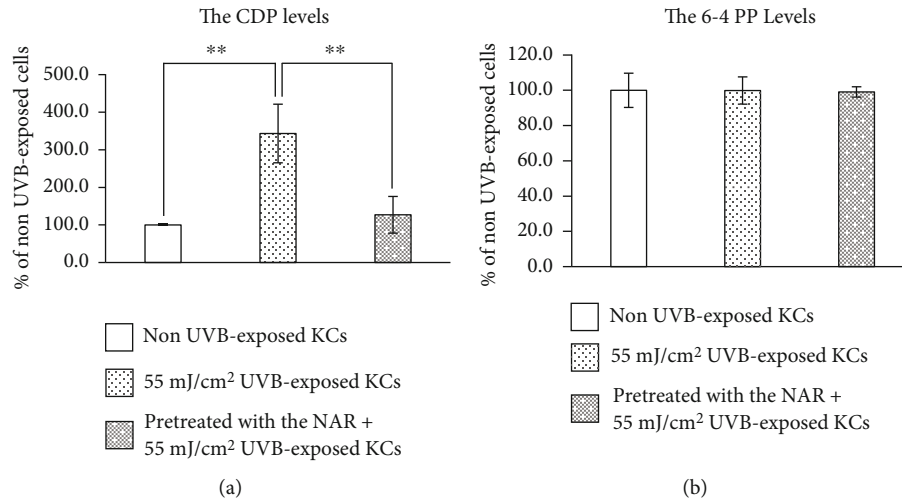 The CDP levels
** **
% of non UVB-exposed cells
500.0
400.0
300.0
200.0
100.0
0.0
Non UVB-exposed KCs
55 mJ/cm² UVB-exposed KCs
Pretreated with the NAR +
55 mJ/cm² UVB-exposed KCs
(a)
The 6-4 PP Levels
% of non UVB-exposed cells
120.0
100.0
80.0
60.0
40.0
20.0
0.0
Non UVB-exposed KCs
55 mJ/cm² UVB-exposed KCs
Pretreated with the NAR +
55 mJ/cm² UVB-exposed KCs
(b)